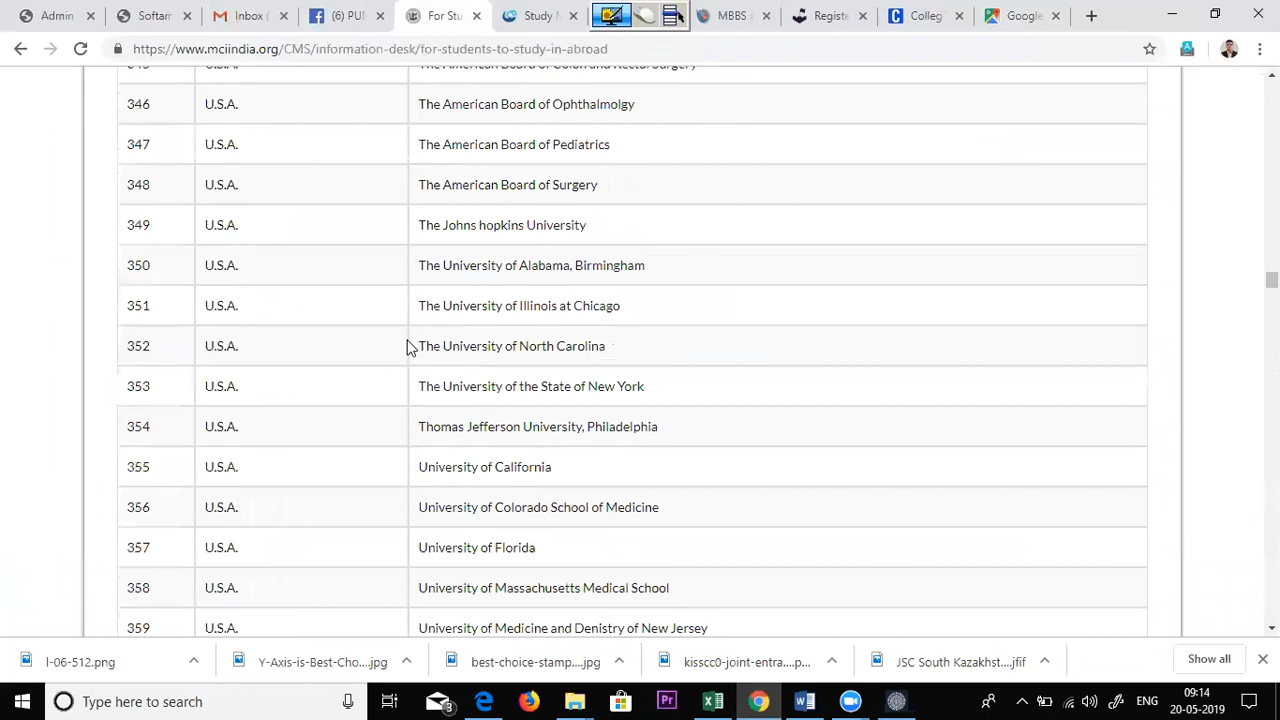 Admin
Softam
Inbox (
(0) PUN
For Stu
Study M
MBBS -
Registe
Colleg
Google
https://www.mciindia.org/CMS/information-desk/for-students-to-study-in-abroad
346 U.S.A. The American Board of Ophthalmolgy
347 U.S.A. The American Board of Pediatrics
348 U.S.A. The American Board of Surgery
349 U.S.A. The Johns hopkins University
350 U.S.A. The University of Alabama, Birmingham
351 U.S.A. The University of Illinois at Chicago
352 U.S.A. The University of North Carolina
353 U.S.A. The University of the State of New York
354 U.S.A. Thomas Jefferson University, Philadelphia
355 U.S.A. University of California
356 U.S.A. University of Colorado School of Medicine
357 U.S.A. University of Florida
358 U.S.A. University of Massachusetts Medical School
359 U.S.A. University of Medicine and Denistry of New Jersey
I-06-512.png
Y-Axis-is-Best-Cho....jpg
best-choice-stamp....jpg
kisscc0-joint-entra....p...
JSC South Kazakhst....jfif
Show all
Type here to search
3
Pr
ENG
09:14
20-05-2019